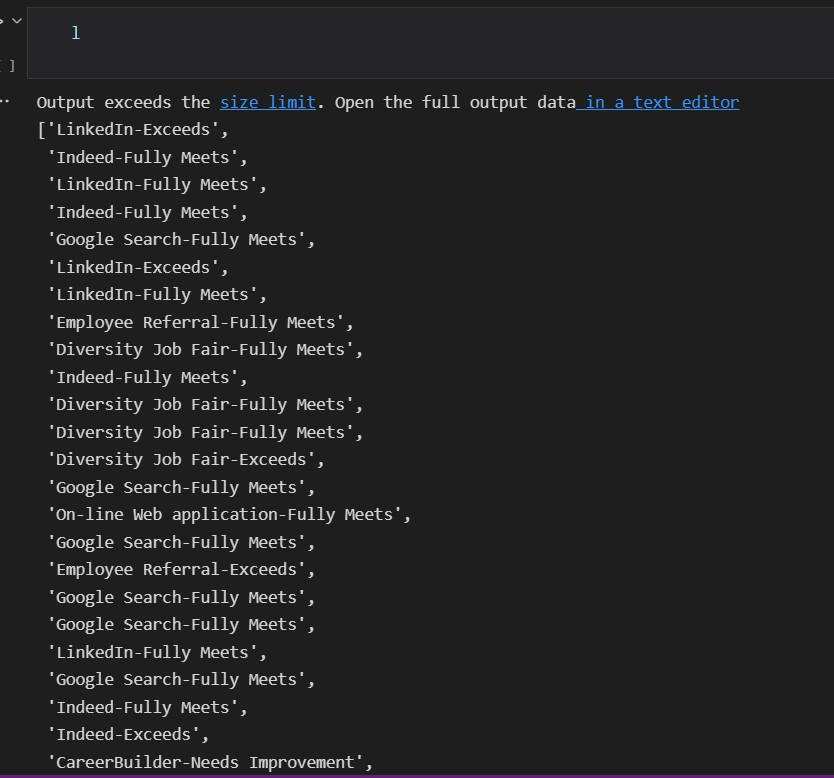 l
]
Output exceeds the size limit. Open the full output data in a text editor
['LinkedIn-Exceeds',
'Indeed-Fully Meets',
'LinkedIn-Fully Meets',
'Indeed-Fully Meets',
'Google Search-Fully Meets',
'LinkedIn-Exceeds',
'LinkedIn-Fully Meets',
'Employee Referral-Fully Meets',
'Diversity Job Fair-Fully Meets',
'Indeed-Fully Meets',
'Diversity Job Fair-Fully Meets',
'Diversity Job Fair-Fully Meets',
'Diversity Job Fair-Exceeds',
'Google Search-Fully Meets',
'On-line Web application-Fully Meets',
'Google Search-Fully Meets',
'Employee Referral-Exceeds',
'Google Search-Fully Meets',
'Google Search-Fully Meets',
'LinkedIn-Fully Meets',
'Google Search-Fully Meets',
'Indeed-Fully Meets',
'Indeed-Exceeds',
'CareerBuilder-Needs Improvement',